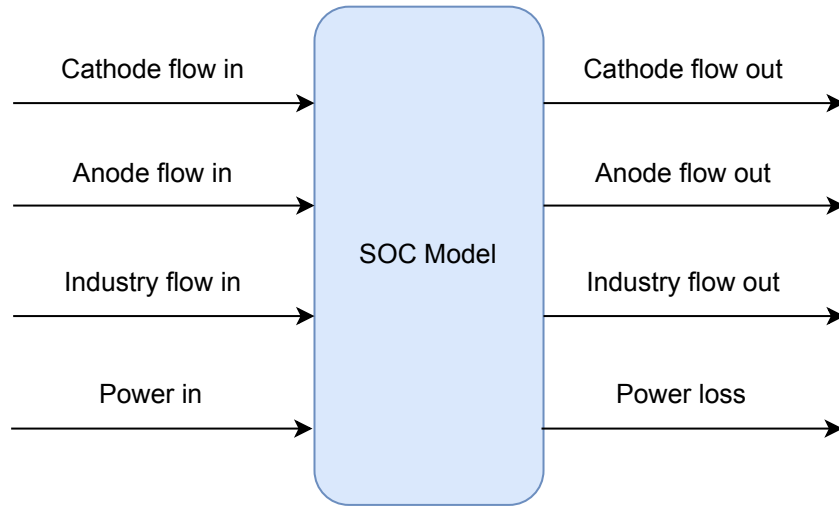 Cathode flow in
Cathode flow out
Anode flow in
Anode flow out
SOC Model
Industry flow in
Industry flow out
Power in
Power loss